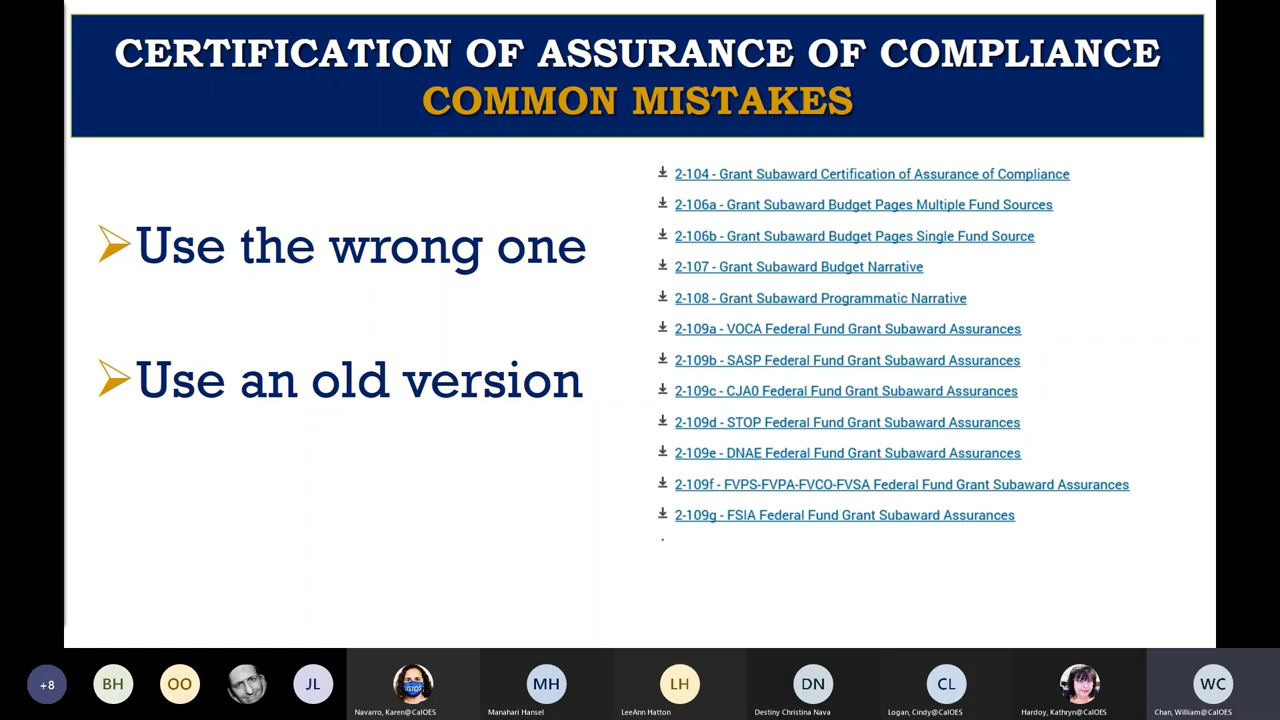 CERTIFICATION OF ASSURANCE OF COMPLIANCE
COMMON MISTAKES
Use the wrong one
Use an old version
2-104 - Grant Subaward Certification of Assurance of Compliance
2-106a - Grant Subaward Budget Pages Multiple Fund Sources
2-106b - Grant Subaward Budget Pages Single Fund Source
2-107 - Grant Subaward Budget Narrative
2-108 - Grant Subaward Programmatic Narrative
2-109a - VOCA Federal Fund Grant Subaward Assurances
2-109b - SASP Federal Fund Grant Subaward Assurances
2-109c - CJA0 Federal Fund Grant Subaward Assurances
2-109d - STOP Federal Fund Grant Subaward Assurances
2-109e - DNAE Federal Fund Grant Subaward Assurances
2-109f - FVPS-FVPA-FVCO-FVSA Federal Fund Grant Subaward Assurances
2-109g - FSIA Federal Fund Grant Subaward Assurances
+8
BH
OO
JL
MH
LH
DN
CL
WC
Navarro, Karen@CalOES
Manahari Hansel
LeeAnn Hatton
Destiny Christina Nava
Logan, Cindy@CalOES
Hardoy, Kathryn@CalOES
Chan, William@CalOES